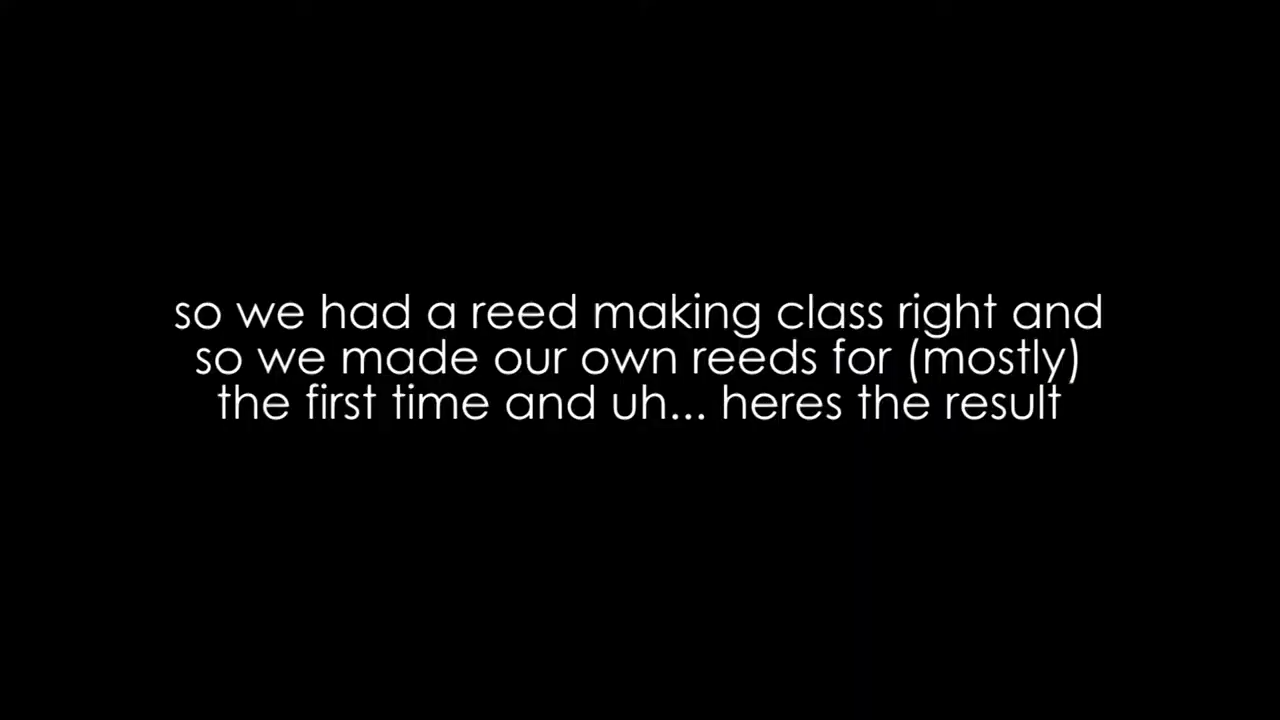 so we had a reed making class right and
so we made our own reeds for (mostly)
the first time and uh... heres the result